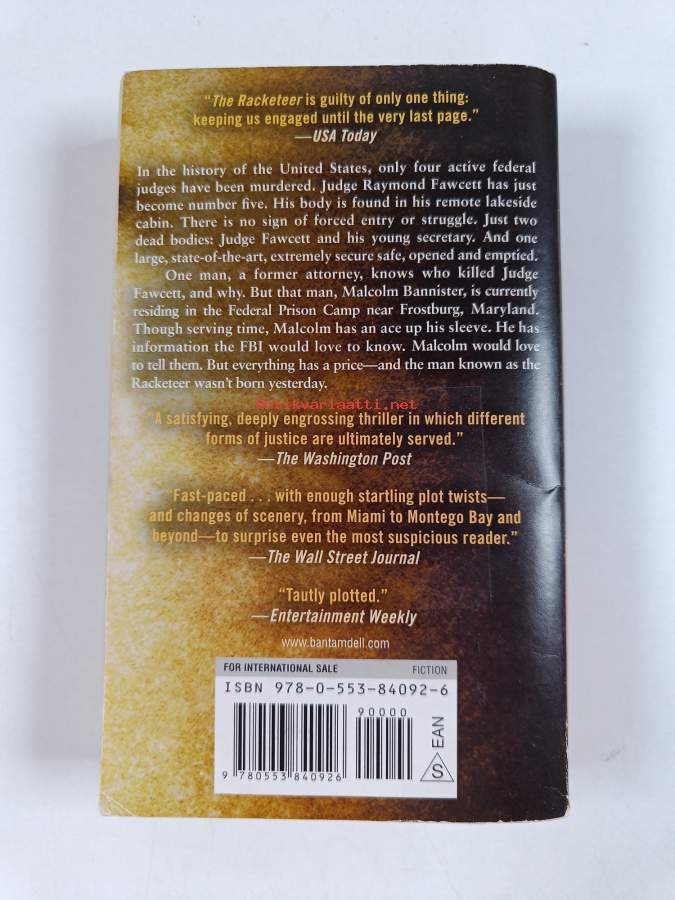 “The Racketeer is guilty of only one thing:
keeping us engaged until the very last page.”
—USA Today
In the history of the United States, only four active federal
judges have been murdered. Judge Raymond Fawcett has just
become number five. His body is found in his remote lakeside
cabin. There is no sign of forced entry or struggle. Just two
dead bodies: Judge Fawcett and his young secretary. And one
large, state-of-the-art, extremely secure safe, opened and emptied.
One man, a former attorney, knows who killed Judge
Fawcett, and why. But that man, Malcolm Bannister, is currently
residing in the Federal Prison Camp near Frostburg, Maryland.
Though serving time, Malcolm has an ace up his sleeve. He has
information the FBI would love to know. Malcolm would love
to tell them. But everything has a price—and the man known as the
Racketeer wasn’t born yesterday.
Antikvariaatti.net
“A satisfying, deeply engrossing thriller in which different
forms of justice are ultimately served.”
—The Washington Post
“Fast-paced . . . with enough startling plot twists—
and changes of scenery, from Miami to Montego Bay and
beyond—to surprise even the most suspicious reader.”
—The Wall Street Journal
“Tautly plotted.”
—Entertainment Weekly
www.bantamdell.com
FOR INTERNATIONAL SALE FICTION
ISBN 978-0-553-84092-6
90000
9 780553 840926
EAN
S